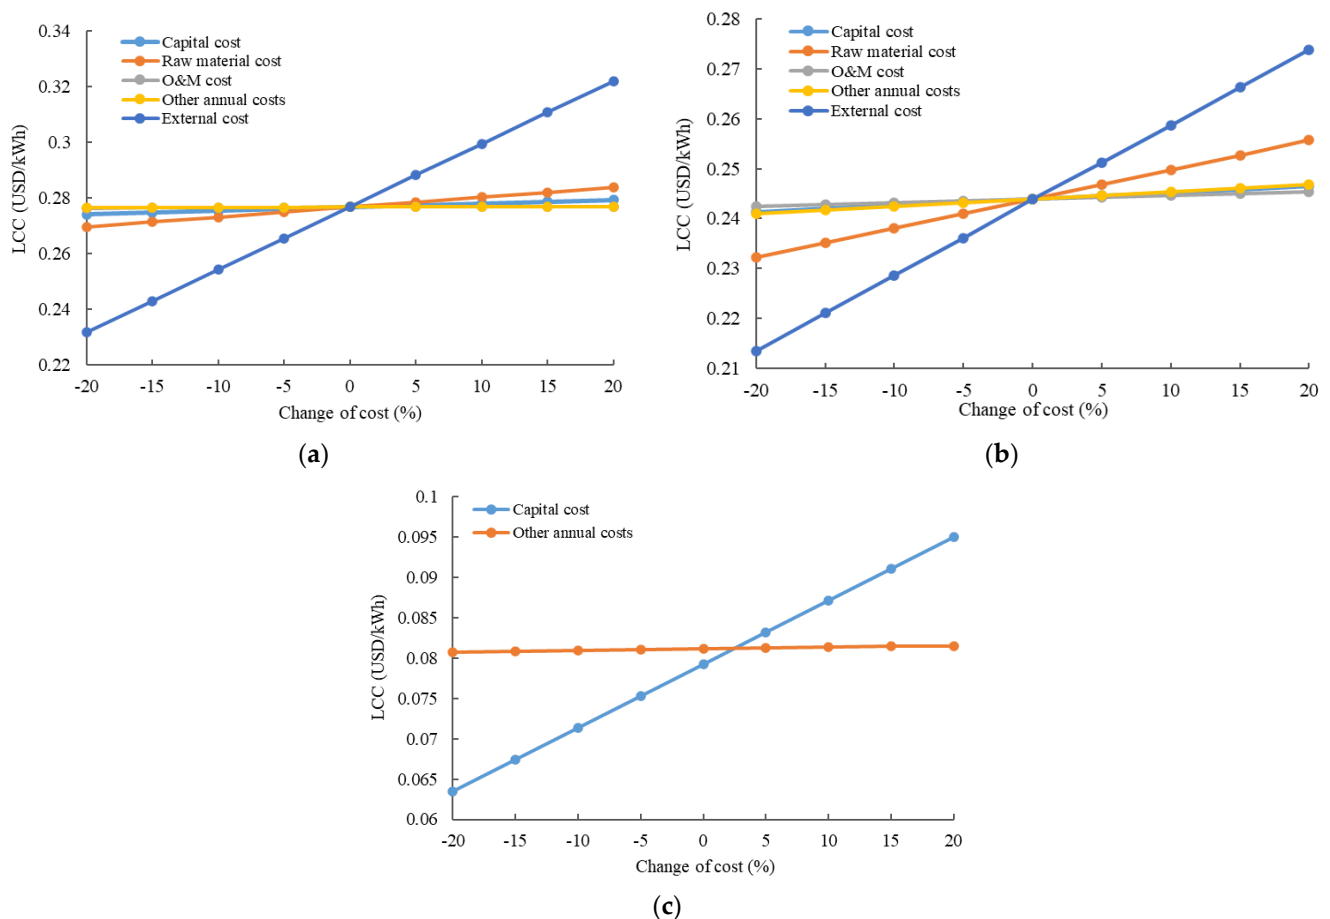 0.34
0.32
0.3
0.28
0.26
0.24
0.22
LCC (USD/kWh)
Capital cost
Raw material cost
O&M cost
Other annual costs
External cost
-20 -15 -10 -5 0 5 10 15 20
Change of cost (%)
(a)
0.28
0.27
0.26
0.25
0.24
0.23
0.22
0.21
LCC (USD/kWh)
Capital cost
Raw material cost
O&M cost
Other annual costs
External cost
-20 -15 -10 -5 0 5 10 15 20
Change of cost (%)
(b)
0.1
0.095
0.09
0.085
0.08
0.075
0.07
0.065
0.06
LCC (USD/kWh)
Capital cost
Other annual costs
-20 -15 -10 -5 0 5 10 15 20
Change of cost (%)
(c)